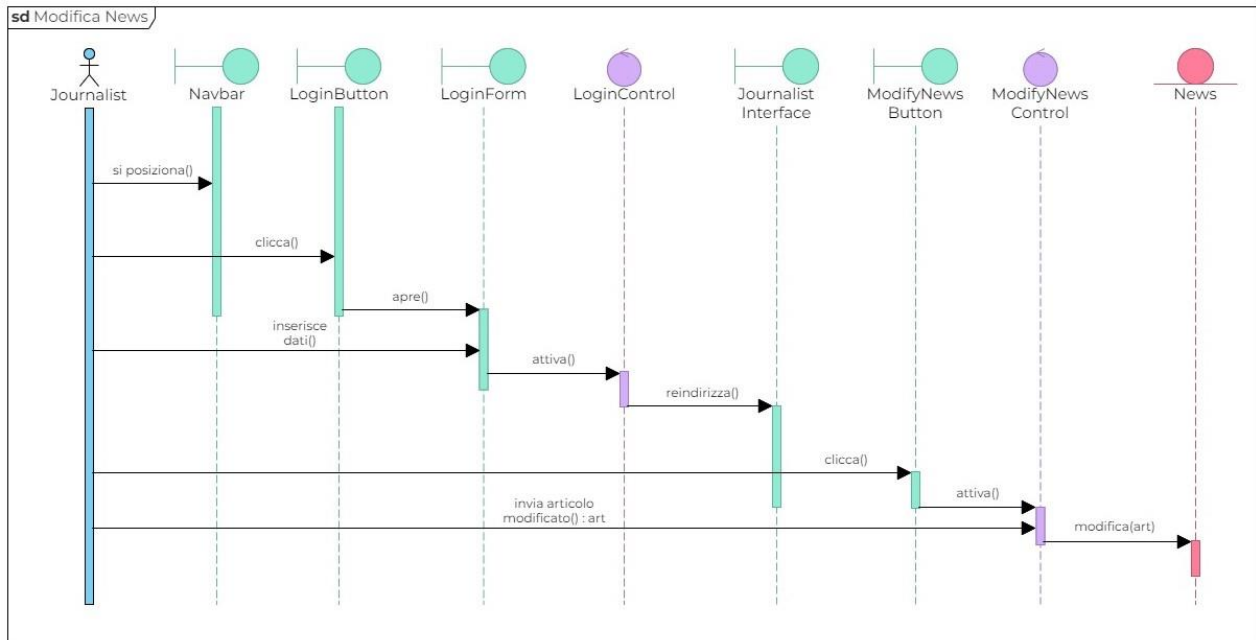 sd Modifica News
Journalist
Navbar
LoginButton
LoginForm
LoginControl
Journalist
Interface
ModifyNews
Button
ModifyNews
Control
News
si posiziona()
clicca()
apre()
inserisce
dati()
attiva()
reindirizza()
clicca()
attiva()
invia articolo
modificato() : art
modifica(art)